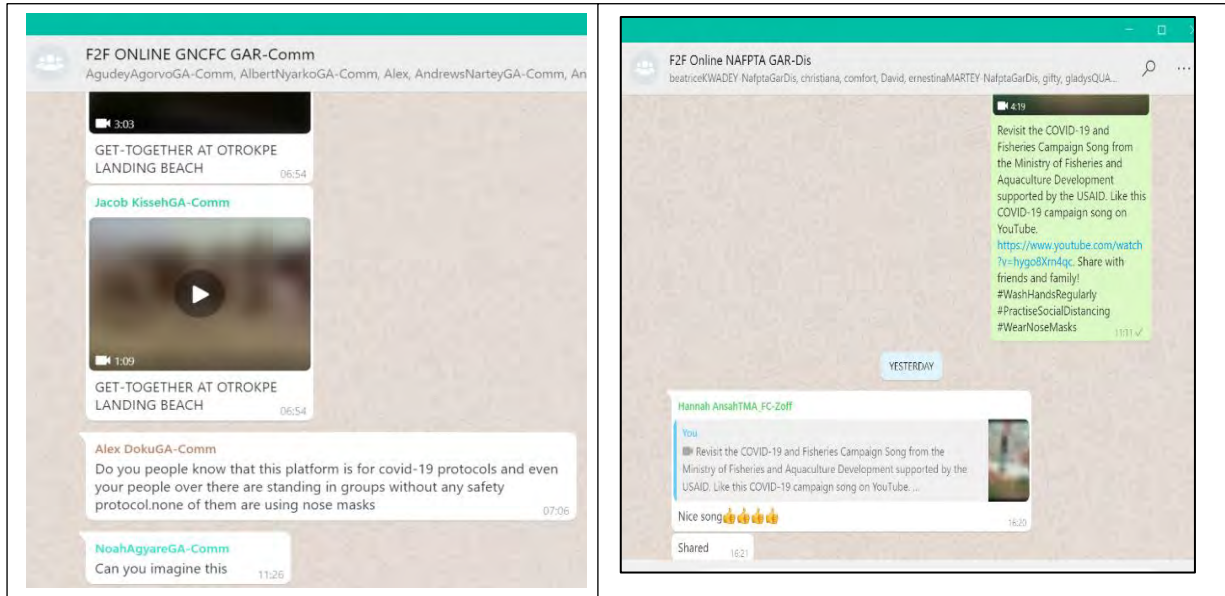 F2F ONLINE GNCFC GAR-Comm
AgudeyAgorvoGA-Comm, AlbertNyarkoGA-Comm, Alex, AndrewsNarteyGA-Comm, An
3:03
GET-TOGETHER AT OTROKPE
LANDING BEACH
06:54
Jacob KissehGA-Comm
1:09
GET-TOGETHER AT OTROKPE
LANDING BEACH
06:54
Alex DokuGA-Comm
Do you people know that this platform is for covid-19 protocols and even
your people over there are standing in groups without any safety
protocol.none of them are using nose masks
07:06
NoahAgyareGA-Comm
Can you imagine this
11:26
F2F Online NAFPTA GAR-Dis
beatriceKWADEY-NafptaGarDis, christiana, comfort, David, ernestinaMARTEY-NafptaGarDis, gifty, gladysQUA...
4:19
Revisit the COVID-19 and
Fisheries Campaign Song from
the Ministry of Fisheries and
Aquaculture Development
supported by the USAID. Like this
COVID-19 campaign song on
YouTube.
https://www.youtube.com/watch
?v=hygo8Xrn4qc. Share with
friends and family!
#WashHandsRegularly
#PractiseSocialDistancing
#WearNoseMasks
11:11
YESTERDAY
Hannah AnsahTMA_FC-Zoff
You
Revisit the COVID-19 and Fisheries Campaign Song from the
Ministry of Fisheries and Aquaculture Development supported by the
USAID. Like this COVID-19 campaign song on YouTube. ...
Nice song👍👍👍👍
16:20
Shared
16:21